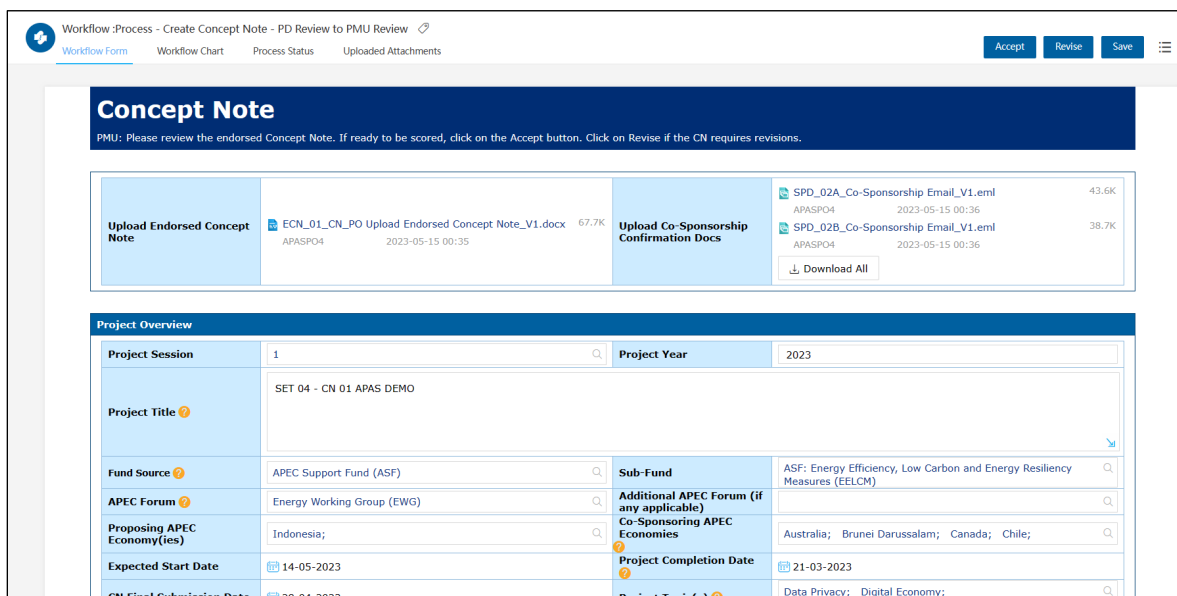 Workflow :Process - Create Concept Note - PD Review to PMU Review
Workflow Form Workflow Chart Process Status Uploaded Attachments
Accept Revise Save
Concept Note
PMU: Please review the endorsed Concept Note. If ready to be scored, click on the Accept button. Click on Revise if the CN requires revisions.
Upload Endorsed Concept Note
ECN_01_CN_PO Upload Endorsed Concept Note_V1.docx 67.7K
APASPO4 2023-05-15 00:35
Upload Co-Sponsorship Confirmation Docs
SPD_02A_Co-Sponsorship Email_V1.eml 43.6K
APASPO4 2023-05-15 00:36
SPD_02B_Co-Sponsorship Email_V1.eml 38.7K
APASPO4 2023-05-15 00:36
Download All
Project Overview
Project Session 1 Project Year 2023
Project Title ? SET 04 - CN 01 APAS DEMO
Fund Source ? APEC Support Fund (ASF) Sub-Fund ASF: Energy Efficiency, Low Carbon and Energy Resiliency Measures (EELCM)
APEC Forum ? Energy Working Group (EWG) Additional APEC Forum (if any applicable)
Proposing APEC Economy(ies) Indonesia; Co-Sponsoring APEC Economies ? Australia; Brunei Darussalam; Canada; Chile;
Expected Start Date 14-05-2023 Project Completion Date ? 21-03-2023
CN Final Submission Date Data Privacy; Digital Economy;